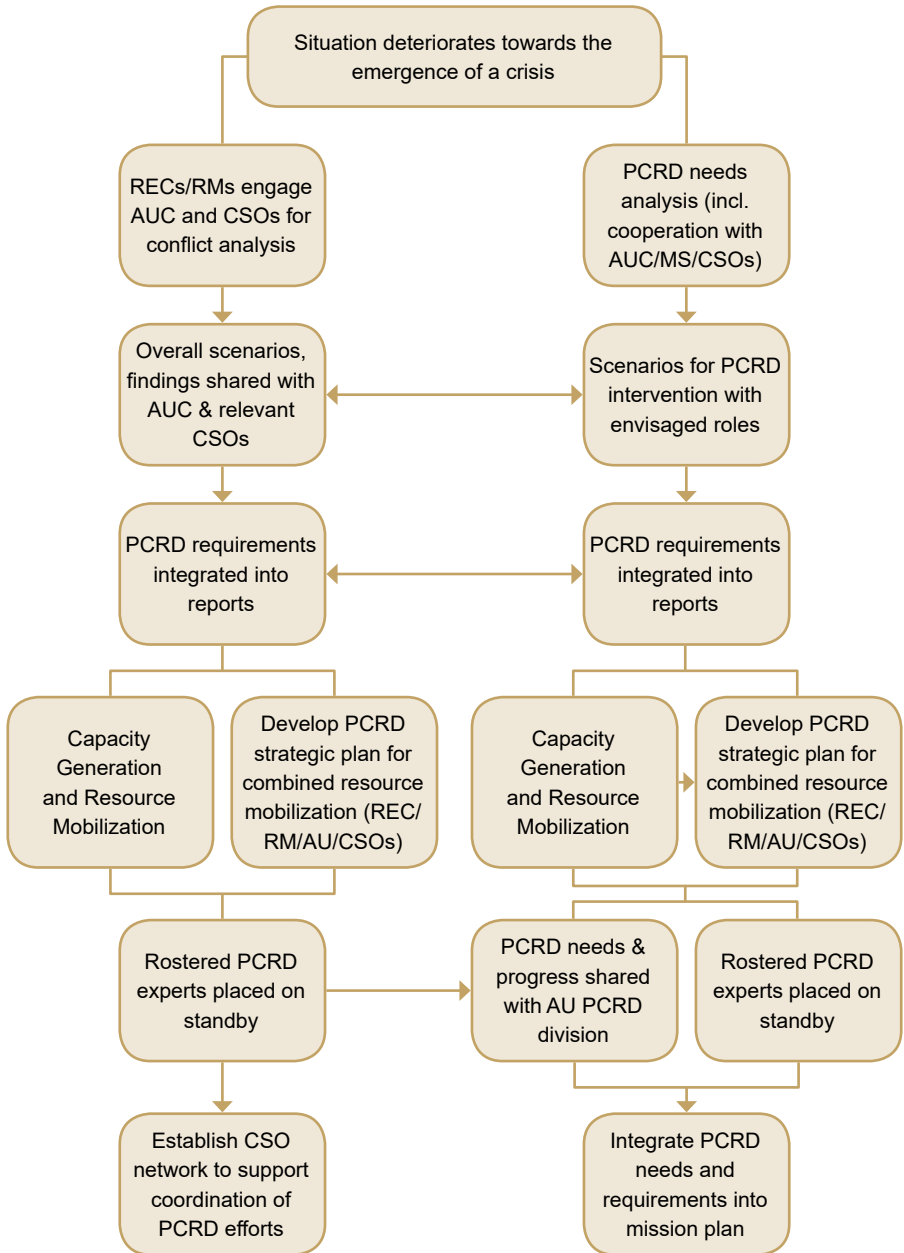 Situation deteriorates towards the
emergence of a crisis
RECs/RMs engage
AUC and CSOs for
conflict analysis
PCRD needs
analysis (incl.
cooperation with
AUC/MS/CSOs)
Overall scenarios,
findings shared with
AUC & relevant
CSOs
Scenarios for PCRD
intervention with
envisaged roles
PCRD requirements
integrated into
reports
PCRD requirements
integrated into
reports
Capacity
Generation
and Resource
Mobilization
Develop PCRD
strategic plan for
combined resource
mobilization (REC/
RM/AU/CSOs)
Capacity
Generation
and Resource
Mobilization
Develop PCRD
strategic plan for
combined resource
mobilization (REC/
RM/AU/CSOs)
Rostered PCRD
experts placed on
standby
PCRD needs &
progress shared
with AU PCRD
division
Rostered PCRD
experts placed on
standby
Establish CSO
network to support
coordination of
PCRD efforts
Integrate PCRD
needs and
requirements into
mission plan